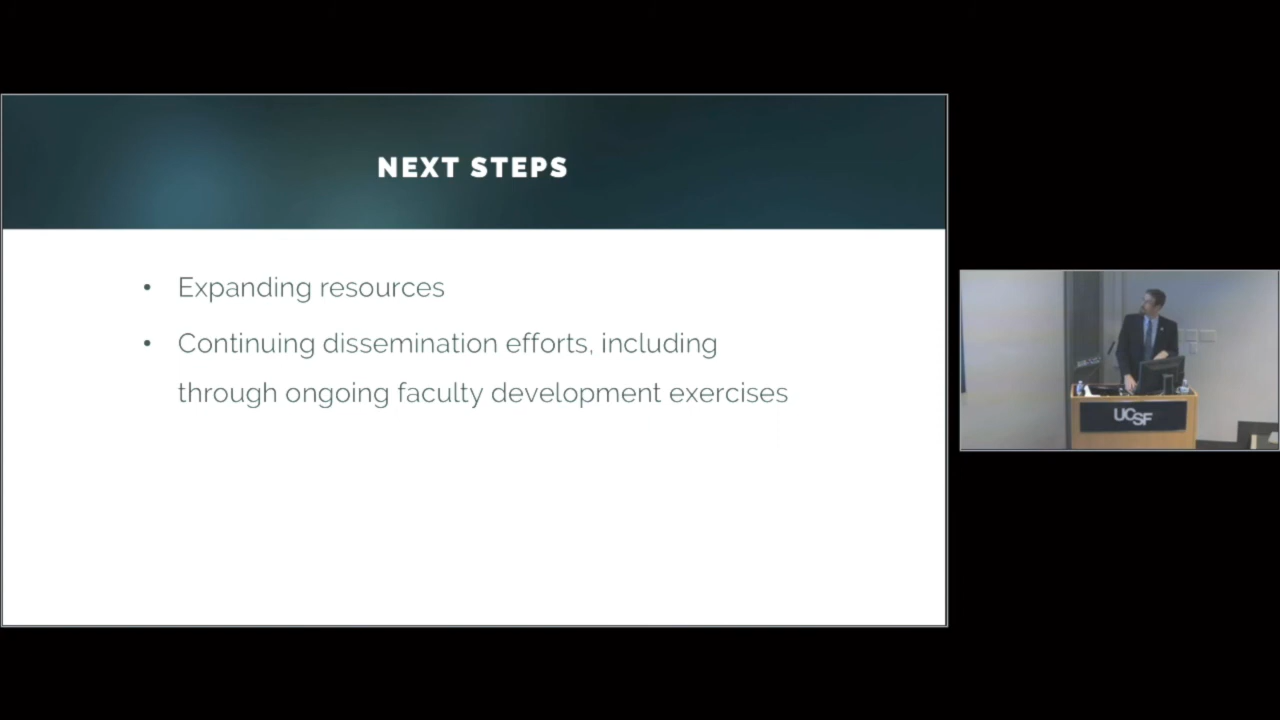 NEXT STEPS
• Expanding resources
• Continuing dissemination efforts, including
through ongoing faculty development exercises
UCSF